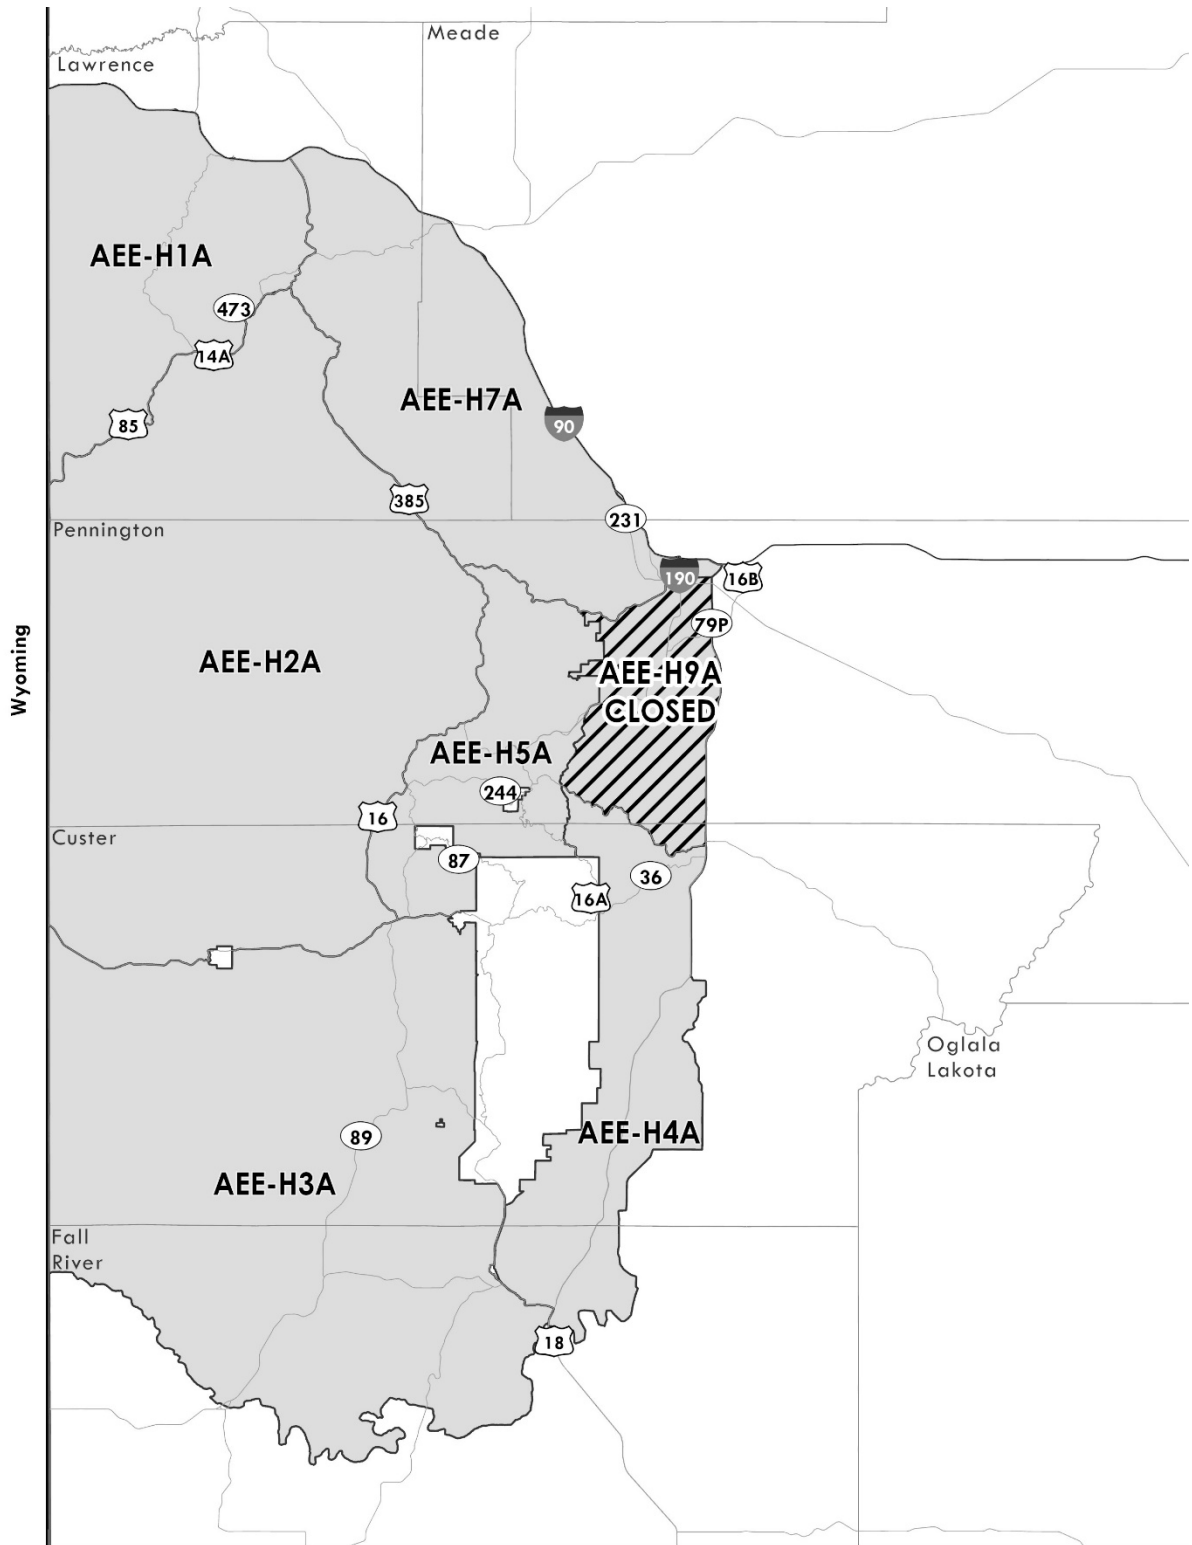 Meade
Lawrence
AEE-H1A
473
14A
AEE-H7A
85
90
385
231
Pennington
190
16B
79P
Wyoming
AEE-H2A
AEE-H9A
CLOSED
AEE-H5A
244
16
Custer
87
36
16A
Oglala
Lakota
89
AEE-H4A
AEE-H3A
Fall
River
18